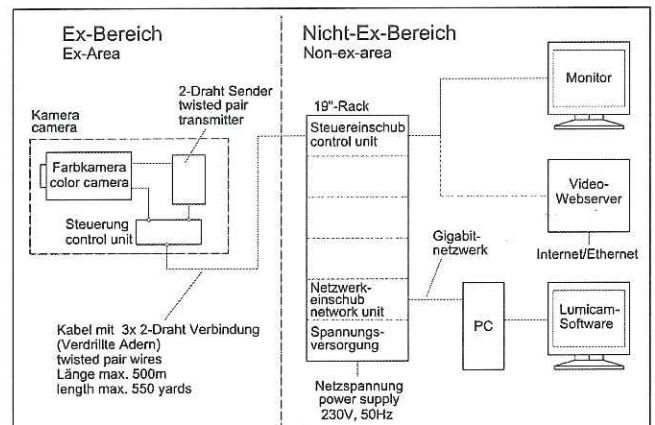 Ex-Bereich
Ex-Area
2-Draht Sender
twisted pair
transmitter
Kamera
camera
Farbkamera
color camera
Steuerung
control unit
Kabel mit 3x 2-Draht Verbindung
(Verdrillte Adern)
twisted pair wires
Länge max. 500m
length max. 550 yards
Nicht-Ex-Bereich
Non-ex-area
19"-Rack
Steuereinschub
control unit
Netzwerk-
einschub
network unit
Spannungs-
versorgung
Netzspannung
power supply
230V, 50Hz
Gigabit-
netzwerk
PC
Monitor
Video-
Webserver
Internet/Ethernet
Lumicam-
Software